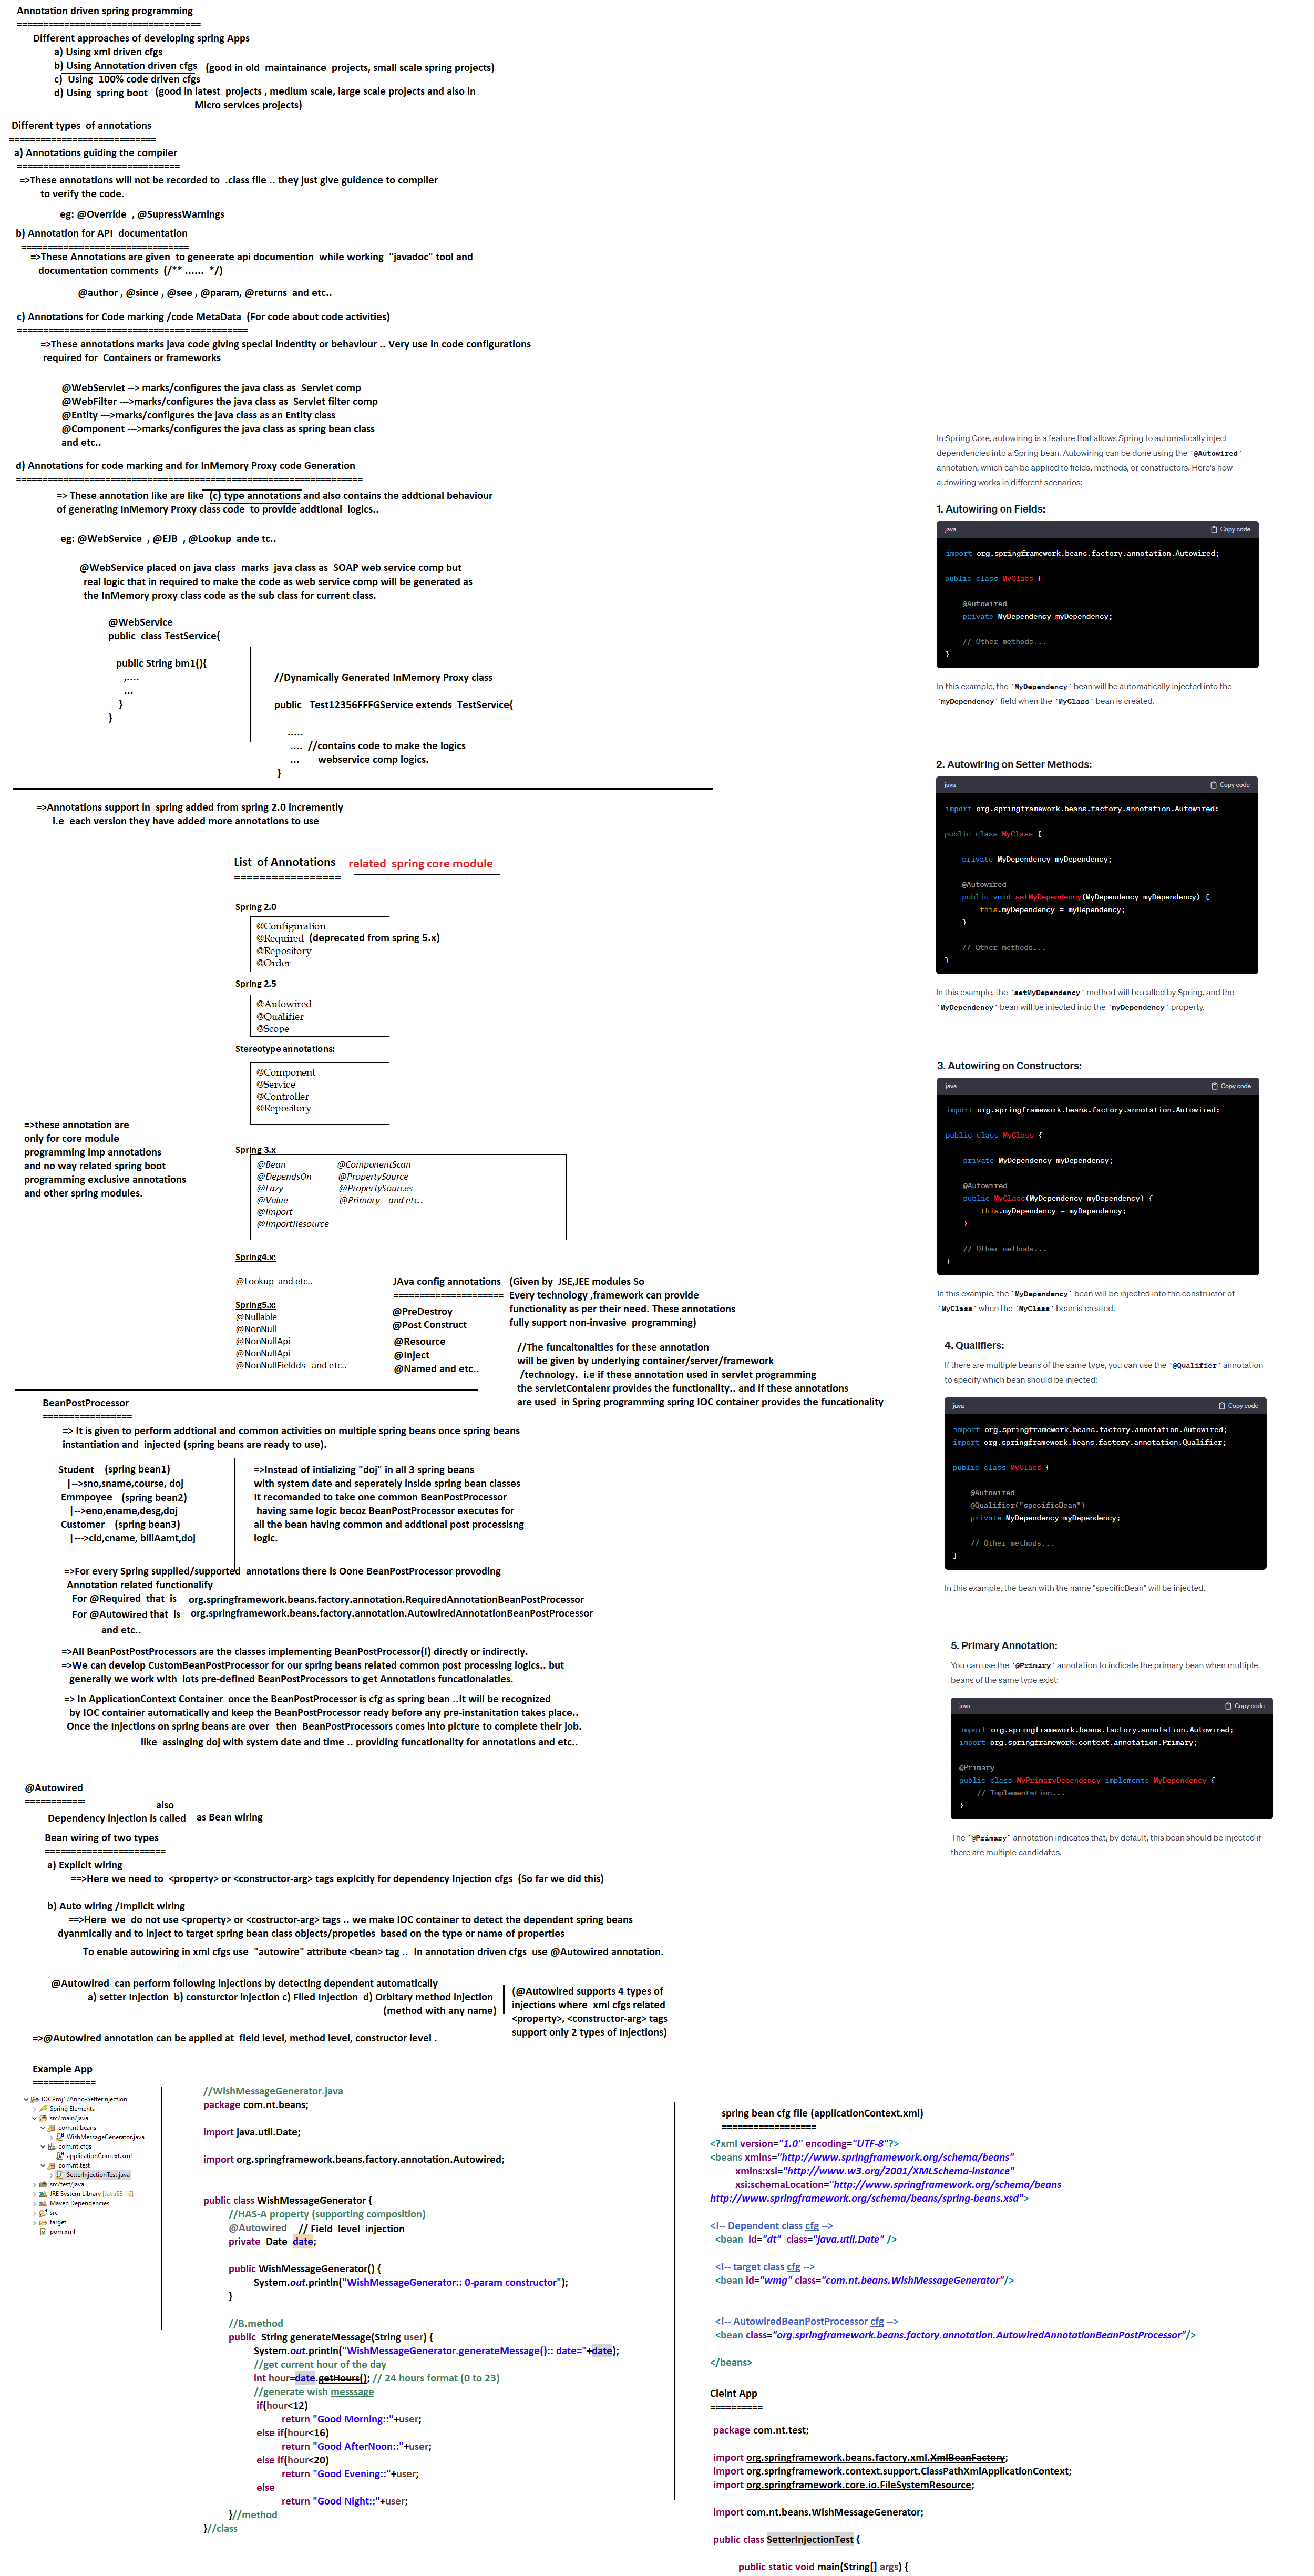 Annotation driven spring programming
===================================
Different approaches of developing spring Apps
a) Using xml driven cfgs
b) Using Annotation driven cfgs (good in old maintainance projects, small scale spring projects)
c) Using 100% code driven cfgs
d) Using spring boot (good in latest projects , medium scale, large scale projects and also in
Micro services projects)
Different types of annotations
============================
a) Annotations guiding the compiler
===============================
=>These annotations will not be recorded to .class file .. they just give guidence to compiler
to verify the code.
eg: @Override , @SupressWarnings
b) Annotation for API documentation
================================
=>These Annotations are given to geneerate api documention while working "javadoc" tool and
documentation comments (/** ...... */)
@author , @since , @see , @param, @returns and etc..
c) Annotations for Code marking /code MetaData (For code about code activities)
============================================
=>These annotations marks java code giving special indentity or behaviour .. Very use in code configurations
required for Containers or frameworks
@WebServlet --> marks/configures the java class as Servlet comp
@WebFilter --->marks/configures the java class as Servlet filter comp
@Entity --->marks/configures the java class as an Entity class
@Component --->marks/configures the java class as spring bean class
and etc..
d) Annotations for code marking and for InMemory Proxy code Generation
==================================================================
=> These annotation like are like (c) type annotations and also contains the addtional behaviour
of generating InMemory Proxy class code to provide addtional logics..
eg: @WebService , @EJB , @Lookup ande tc..
@WebService placed on java class marks java class as SOAP web service comp but
real logic that in required to make the code as web service comp will be generated as
the InMemory proxy class code as the sub class for current class.
@WebService
public class TestService{
public String bm1(){
,....
...
}
}
//Dynamically Generated InMemory Proxy class
public Test12356FFFGService extends TestService{
.....
.... //contains code to make the logics
... webservice comp logics.
}
=>Annotations support in spring added from spring 2.0 incremently
i.e each version they have added more annotations to use
List of Annotations related spring core module
=================
Spring 2.0
@Configuration
@Required (deprecated from spring 5.x)
@Repository
@Order
Spring 2.5
@Autowired
@Qualifier
@Scope
Stereotype annotations:
@Component
@Service
@Controller
@Repository
=>these annotation are
only for core module
programming imp annotations
and no way related spring boot
programming exclusive annotations
and other spring modules.
Spring 3.x
@Bean @ComponentScan
@DependsOn @PropertySource
@Lazy @PropertySources
@Value @Primary and etc..
@Import
@ImportResource
Spring4.x:
@Lookup and etc..
Spring5.x:
@Nullable
@NonNull
@NonNullApi
@NonNullApi
@NonNullFieldds and etc..
JAva config annotations (Given by JSE,JEE modules So
===================== Every technology ,framework can provide
@PreDestroy functionality as per their need. These annotations
@Post Construct fully support non-invasive programming)
@Resource
@Inject
@Named and etc..
//The funcaitonalties for these annotation
will be given by underlying container/server/framework
/technology. i.e if these annotation used in servlet programming
the servletContaienr provides the functionality.. and if these annotations
are used in Spring programming spring IOC container provides the funcationality
BeanPostProcessor
=================
=> It is given to perform addtional and common activities on multiple spring beans once spring beans
instantiation and injected (spring beans are ready to use).
Student (spring bean1)
|-->sno,sname,course, doj
Emmpoyee (spring bean2)
|-->eno,ename,desg,doj
Customer (spring bean3)
|--->cid,cname, billAamt,doj
=>Instead of intializing "doj" in all 3 spring beans
with system date and seperately inside spring bean classes
It recomanded to take one common BeanPostProcessor
having same logic becoz BeanPostProcessor executes for
all the bean having common and addtional post processisng
logic.
=>For every Spring supplied/supported annotations there is Oone BeanPostProcessor provoding
Annotation related functionalify
For @Required that is org.springframework.beans.factory.annotation.RequiredAnnotationBeanPostProcessor
For @Autowired that is org.springframework.beans.factory.annotation.AutowiredAnnotationBeanPostProcessor
and etc..
=>All BeanPostPostProcessors are the classes implementing BeanPostProcessor(I) directly or indirectly.
=>We can develop CustomBeanPostProcessor for our spring beans related common post processing logics.. but
generally we work with lots pre-defined BeanPostProcessors to get Annotations funcationalaties.
=> In ApplicationContext Container once the BeanPostProcessor is cfg as spring bean ..It will be recognized
by IOC container automatically and keep the BeanPostProcessor ready before any pre-instanitation takes place..
Once the Injections on spring beans are over then BeanPostProcessors comes into picture to complete their job.
like assinging doj with system date and time .. providing funcationality for annotations and etc..
@Autowired
============
also
Dependency injection is called as Bean wiring
Bean wiring of two types
=======================
a) Explicit wiring
==>Here we need to <property> or <constructor-arg> tags explcitly for dependency Injection cfgs (So far we did this)
b) Auto wiring /Implicit wiring
==>Here we do not use <property> or <costructor-arg> tags .. we make IOC container to detect the dependent spring beans
dyanmically and to inject to target spring bean class objects/propeties based on the type or name of properties
To enable autowiring in xml cfgs use "autowire" attribute <bean> tag .. In annotation driven cfgs use @Autowired annotation.
@Autowired can perform following injections by detecting dependent automatically
a) setter Injection b) consturctor injection c) Filed Injection d) Orbitary method injection
(method with any name)
(@Autowired supports 4 types of
injections where xml cfgs related
<property>, <constructor-arg> tags
support only 2 types of Injections)
=>@Autowired annotation can be applied at field level, method level, constructor level .
Example App
============
IOCProj17Anno-SetterInjection
Spring Elements
src/main/java
com.nt.beans
WishMessageGenerator.java
com.nt.cfgs
applicationContext.xml
com.nt.test
SetterInjectionTest.java
src/test/java
JRE System Library [JavaSE-16]
Maven Dependencies
src
target
pom.xml
//WishMessageGenerator.java
package com.nt.beans;
import java.util.Date;
import org.springframework.beans.factory.annotation.Autowired;
public class WishMessageGenerator {
//HAS-A property (supporting composition)
@Autowired // Field level injection
private Date date;
public WishMessageGenerator() {
System.out.println("WishMessageGenerator:: 0-param constructor");
}
//B.method
public String generateMessage(String user) {
System.out.println("WishMessageGenerator.generateMessage():: date="+date);
//get current hour of the day
int hour=date.getHours(); // 24 hours format (0 to 23)
//generate wish messsage
if(hour<12)
return "Good Morning::"+user;
else if(hour<16)
return "Good AfterNoon::"+user;
else if(hour<20)
return "Good Evening::"+user;
else
return "Good Night::"+user;
}//method
}//class
spring bean cfg file (applicationContext.xml)
==================
<?xml version="1.0" encoding="UTF-8"?>
<beans xmlns="http://www.springframework.org/schema/beans"
xmlns:xsi="http://www.w3.org/2001/XMLSchema-instance"
xsi:schemaLocation="http://www.springframework.org/schema/beans
http://www.springframework.org/schema/beans/spring-beans.xsd">
<!-- Dependent class cfg -->
<bean id="dt" class="java.util.Date" />
<!-- target class cfg -->
<bean id="wmg" class="com.nt.beans.WishMessageGenerator"/>
<!-- AutowiredBeanPostProcessor cfg -->
<bean class="org.springframework.beans.factory.annotation.AutowiredAnnotationBeanPostProcessor"/>
</beans>
Cleint App
==========
package com.nt.test;
import org.springframework.beans.factory.xml.XmlBeanFactory;
import org.springframework.context.support.ClassPathXmlApplicationContext;
import org.springframework.core.io.FileSystemResource;
import com.nt.beans.WishMessageGenerator;
public class SetterInjectionTest {
public static void main(String[] args) {
In Spring Core, autowiring is a feature that allows Spring to automatically inject
dependencies into a Spring bean. Autowiring can be done using the `@Autowired`
annotation, which can be applied to fields, methods, or constructors. Here's how
autowiring works in different scenarios:
1. Autowiring on Fields:
java Copy code
import org.springframework.beans.factory.annotation.Autowired;
public class MyClass {
@Autowired
private MyDependency myDependency;
// Other methods...
}
In this example, the `MyDependency` bean will be automatically injected into the
`myDependency` field when the `MyClass` bean is created.
2. Autowiring on Setter Methods:
java Copy code
import org.springframework.beans.factory.annotation.Autowired;
public class MyClass {
private MyDependency myDependency;
@Autowired
public void setMyDependency(MyDependency myDependency) {
this.myDependency = myDependency;
}
// Other methods...
}
In this example, the `setMyDependency` method will be called by Spring, and the
`MyDependency` bean will be injected into the `myDependency` property.
3. Autowiring on Constructors:
java Copy code
import org.springframework.beans.factory.annotation.Autowired;
public class MyClass {
private MyDependency myDependency;
@Autowired
public MyClass(MyDependency myDependency) {
this.myDependency = myDependency;
}
// Other methods...
}
In this example, the `MyDependency` bean will be injected into the constructor of
`MyClass` when the `MyClass` bean is created.
4. Qualifiers:
If there are multiple beans of the same type, you can use the `@Qualifier` annotation
to specify which bean should be injected:
java Copy code
import org.springframework.beans.factory.annotation.Autowired;
import org.springframework.beans.factory.annotation.Qualifier;
public class MyClass {
@Autowired
@Qualifier("specificBean")
private MyDependency myDependency;
// Other methods...
}
In this example, the bean with the name "specificBean" will be injected.
5. Primary Annotation:
You can use the `@Primary` annotation to indicate the primary bean when multiple
beans of the same type exist:
java Copy code
import org.springframework.beans.factory.annotation.Autowired;
import org.springframework.context.annotation.Primary;
@Primary
public class MyPrimaryDependency implements MyDependency {
// Implementation...
}
The `@Primary` annotation indicates that, by default, this bean should be injected if
there are multiple candidates.